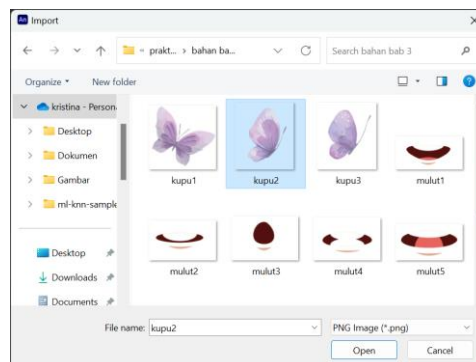 An Import
« prakt... > bahan ba...
Search bahan bab 3
Organize
New folder
kristina - Person
Desktop
Dokumen
Gambar
ml-knn-sample
Desktop
Downloads
Documents
kupu1
kupu2
kupu3
mulut1
mulut2
mulut3
mulut4
mulut5
File name: kupu2
PNG Image (*.png)
Open
Cancel